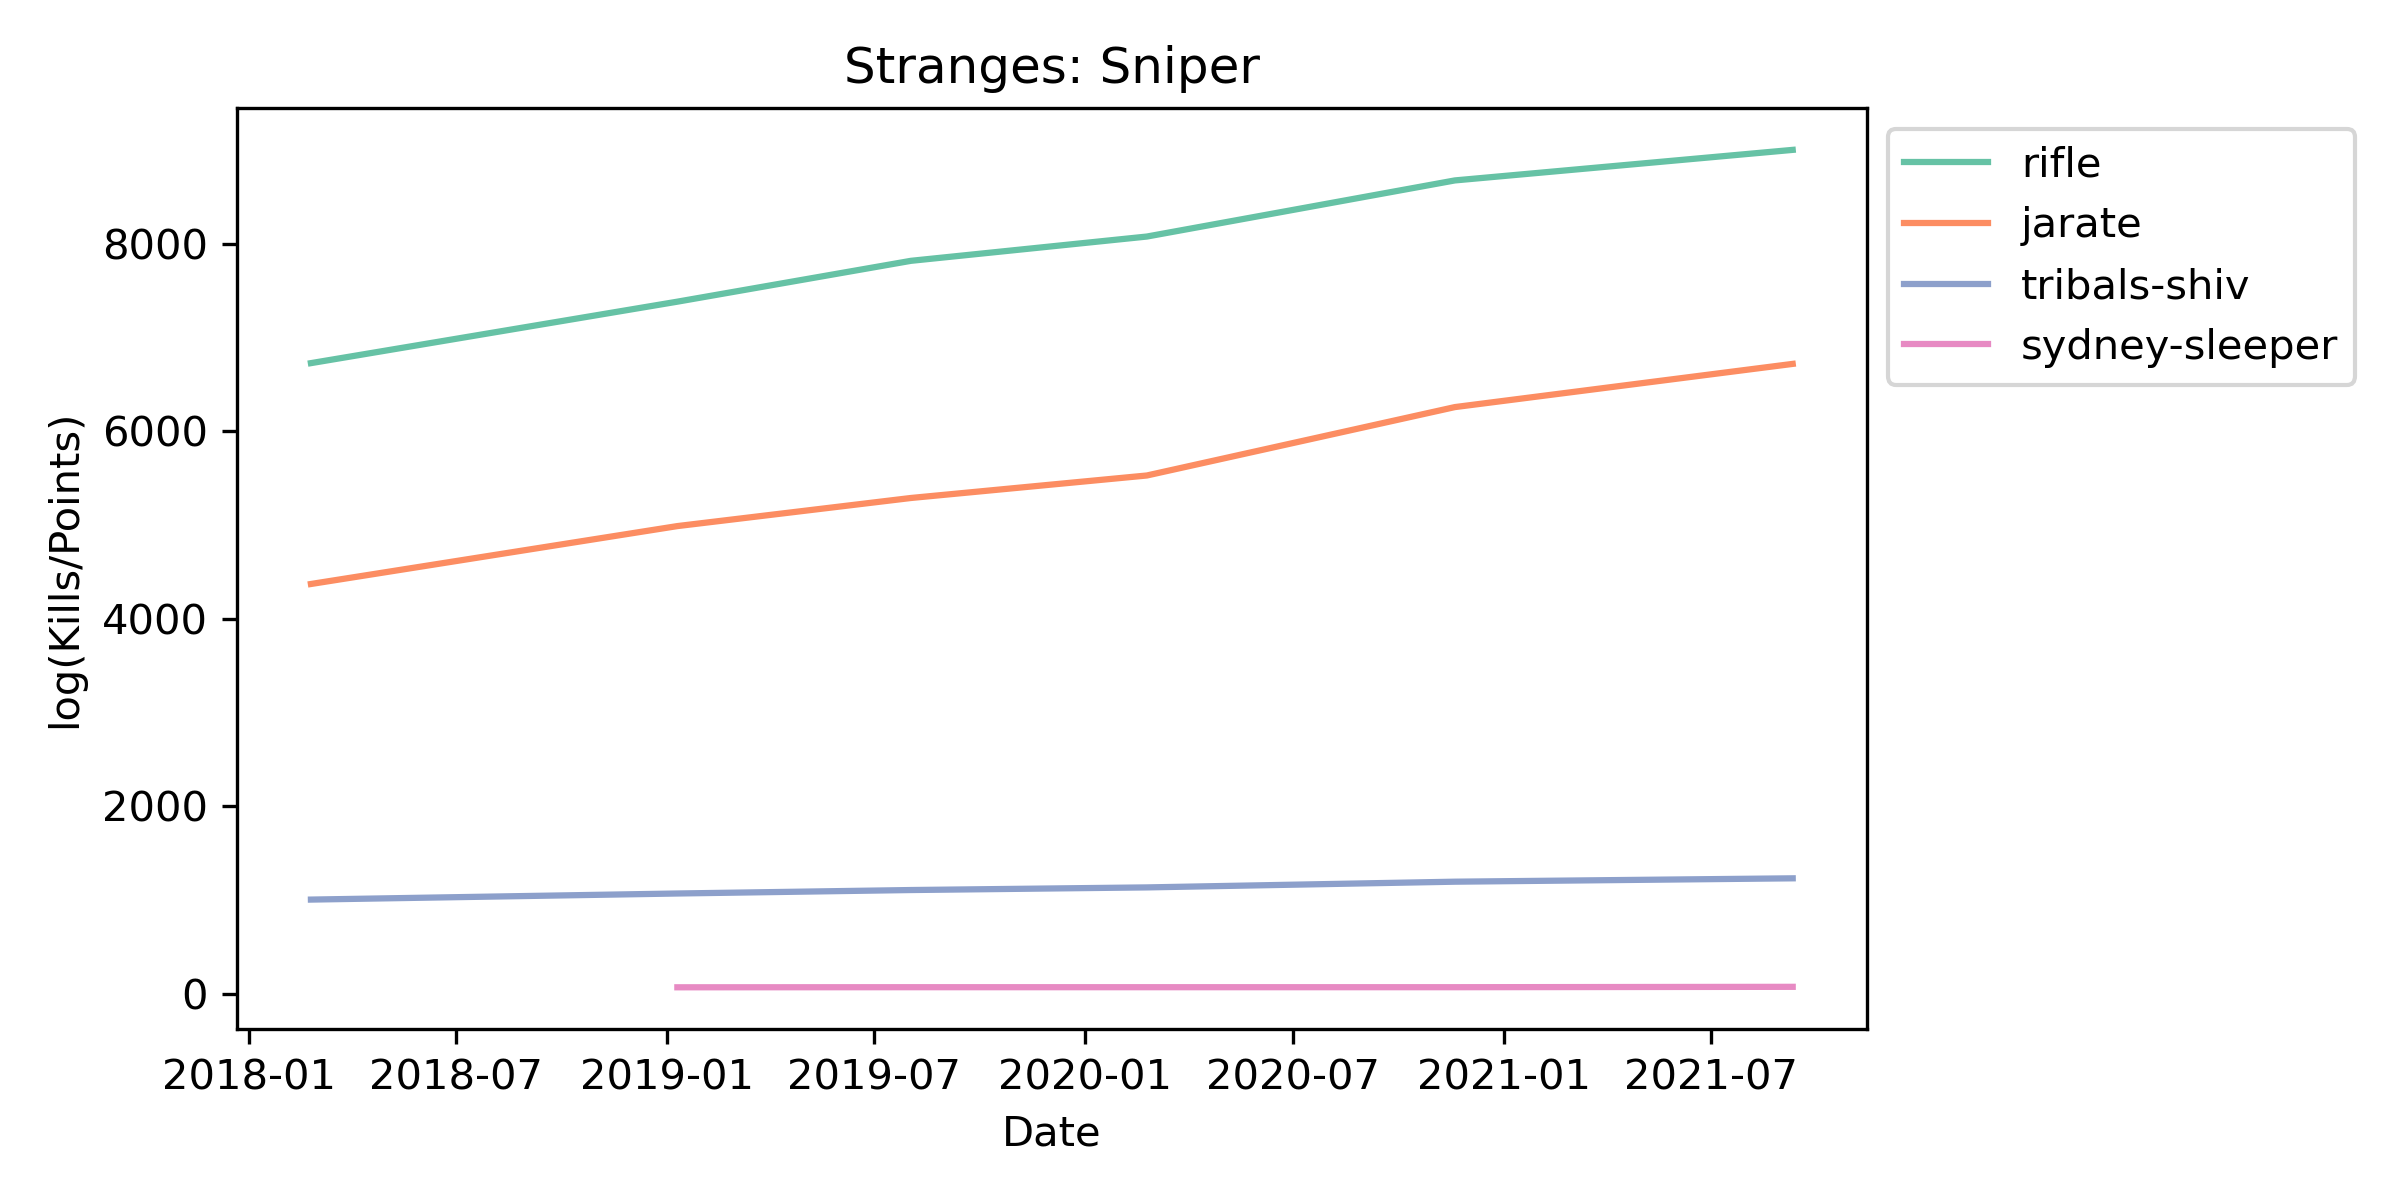 Stranges: Sniper
rifle
jarate
tribals-shiv
sydney-sleeper
log(Kills/Points)
8000
6000
4000
2000
0
2018-01 2018-07 2019-01 2019-07 2020-01 2020-07 2021-01 2021-07
Date